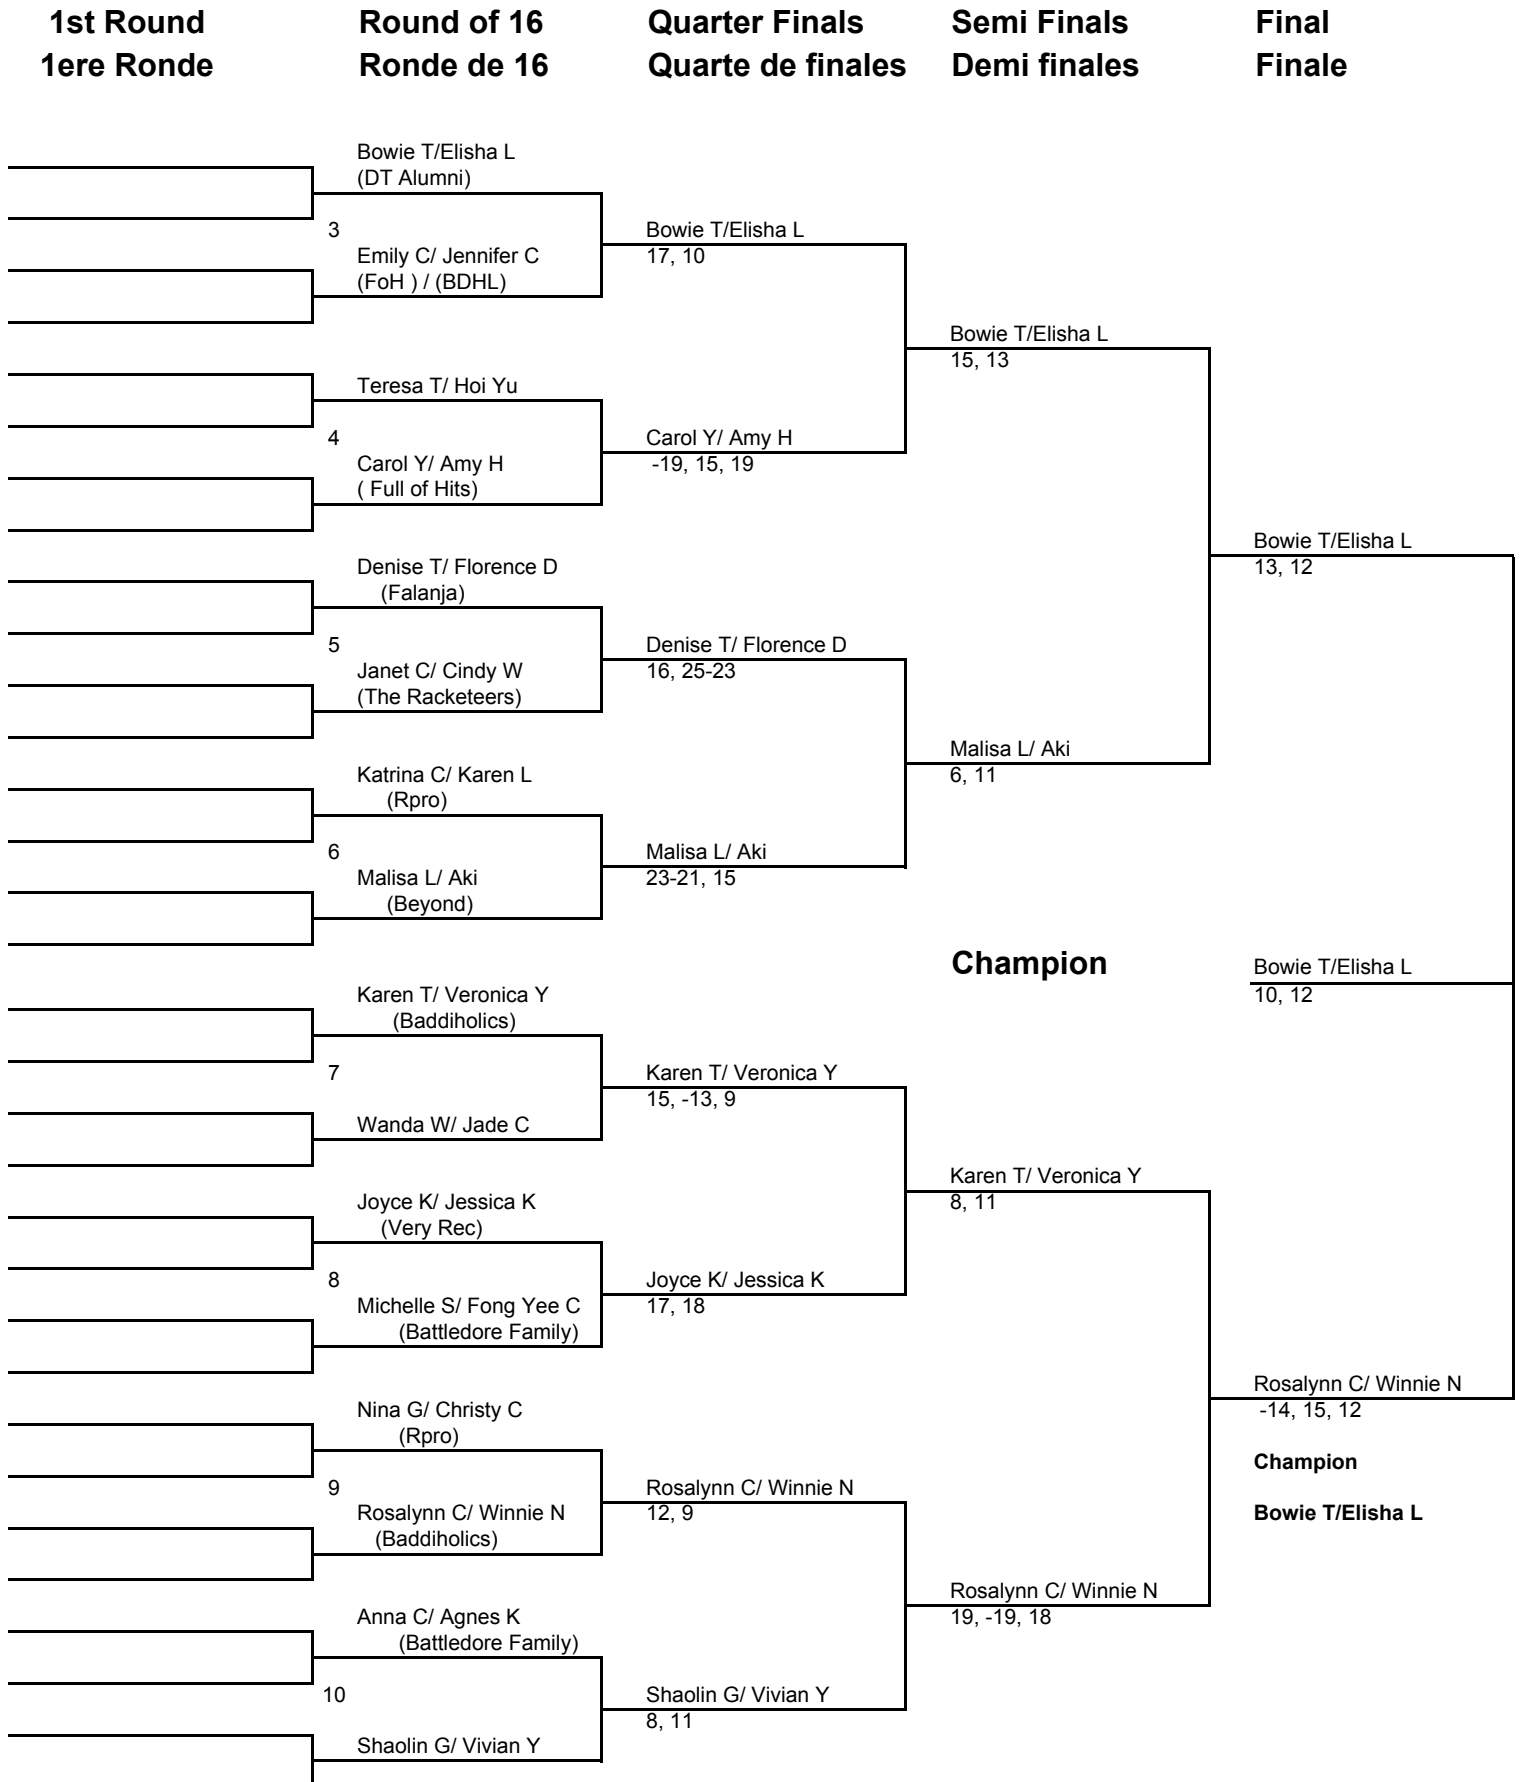 1st Round
1ere Ronde
Round of 16
Ronde de 16
Quarter Finals
Quarte de finales
Semi Finals
Demi finales
Final
Finale
Bowie T/Elisha L
(DT Alumni)
3
Emily C/ Jennifer C
(FoH ) / (BDHL)
Bowie T/Elisha L
17, 10
Bowie T/Elisha L
15, 13
Teresa T/ Hoi Yu
4
Carol Y/ Amy H
( Full of Hits)
Carol Y/ Amy H
-19, 15, 19
Bowie T/Elisha L
13, 12
Denise T/ Florence D
(Falanja)
5
Janet C/ Cindy W
(The Racketeers)
Denise T/ Florence D
16, 25-23
Malisa L/ Aki
6, 11
Katrina C/ Karen L
(Rpro)
6
Malisa L/ Aki
(Beyond)
Malisa L/ Aki
23-21, 15
Champion
Bowie T/Elisha L
10, 12
Karen T/ Veronica Y
(Baddiholics)
7
Wanda W/ Jade C
Karen T/ Veronica Y
15, -13, 9
Karen T/ Veronica Y
8, 11
Joyce K/ Jessica K
(Very Rec)
8
Michelle S/ Fong Yee C
(Battledore Family)
Joyce K/ Jessica K
17, 18
Rosalynn C/ Winnie N
-14, 15, 12
Champion
Bowie T/Elisha L
Nina G/ Christy C
(Rpro)
9
Rosalynn C/ Winnie N
(Baddiholics)
Rosalynn C/ Winnie N
12, 9
Rosalynn C/ Winnie N
19, -19, 18
Anna C/ Agnes K
(Battledore Family)
10
Shaolin G/ Vivian Y
Shaolin G/ Vivian Y
8, 11